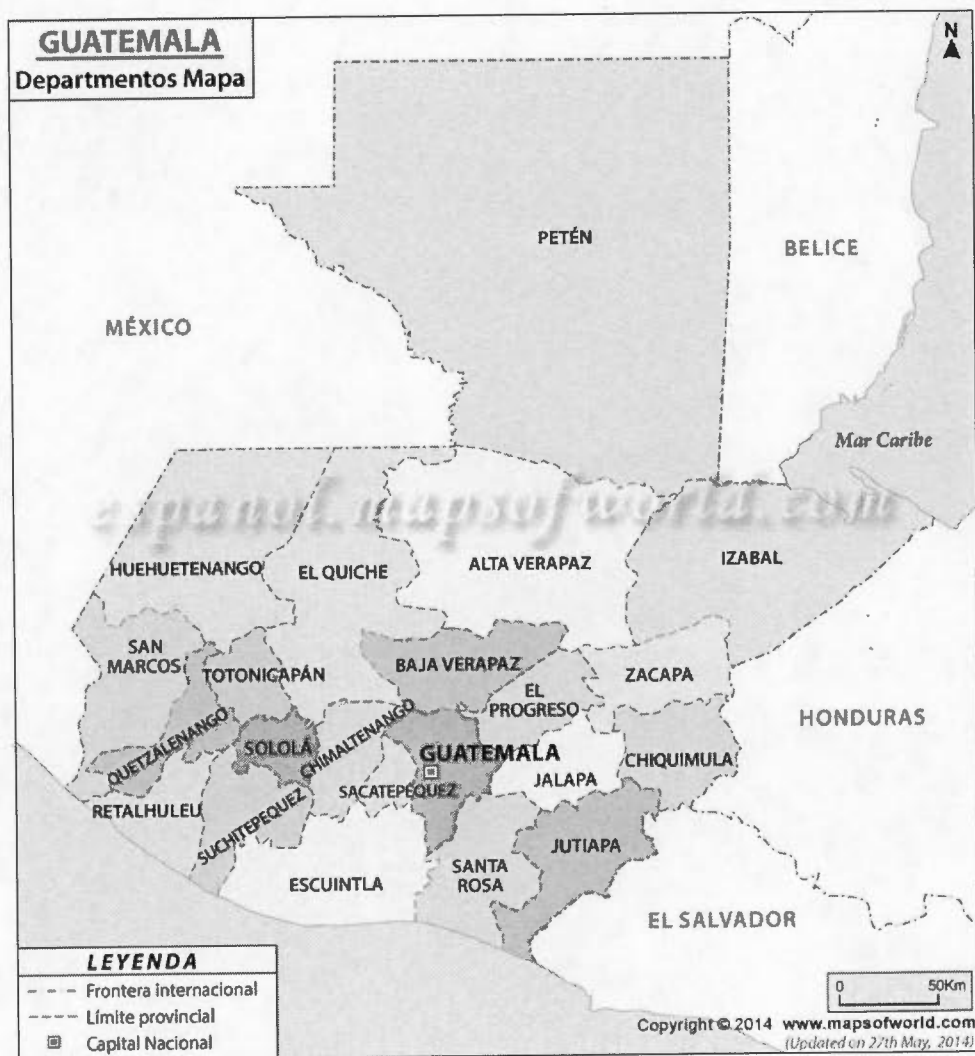 GUATEMALA
Departmentos Mapa
N
PETÉN
BELICE
MÉXICO
Mar Caribe
espanol.mapsofworld.com
HUEHUETENANGO
EL QUICHE
ALTA VERAPAZ
IZABAL
SAN
MARCOS
TOTONICAPÁN
BAJA VERAPAZ
EL
PROGRESO
ZACAPA
HONDURAS
QUETZALENANGO
SOLOLÁ
CHIMALTENANGO
GUATEMALA
JALAPA
CHIQUIMULA
RETALHULEU
SUCHITEPEQUEZ
SACATEPEQUEZ
ESCUINTLA
SANTA
ROSA
JUTIAPA
EL SALVADOR
LEYENDA
Frontera internacional
Límite provincial
Capital Nacional
0 50Km
Copyright © 2014 www.mapsofworld.com
(Updated on 27th May, 2014)